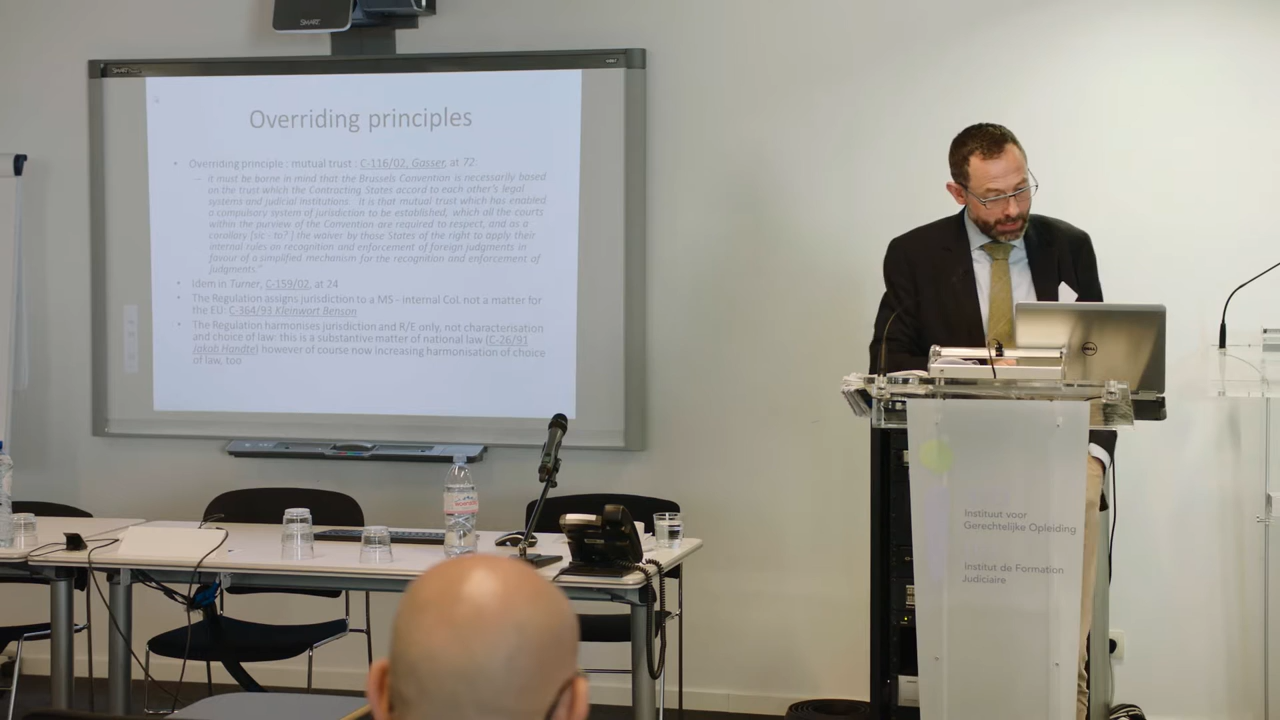 SMART
SMART
Overriding principles
• Overriding principle : mutual trust : C-116/02, Gasser, at 72.
– it must be borne in mind that the Brussels Convention is necessarily based
on the trust which the Contracting States accord to each other's legal
systems and judicial institutions. It is that mutual trust which has enabled
a compulsory system of jurisdiction to be established, which all the courts
within the purview of the Convention are required to respect, and as a
corollary (sic - to? ) the waiver by those States of the right to apply their
internal rules on recognition and enforcement of foreign judgments in
favour of a simplified mechanism for the recognition and enforcement of
judgments."
• Idem in Turner, C-159/02, at 24
• The Regulation assigns jurisdiction to a MS - internal CoL not a matter for
the EU: C-364/93 Kleinwort Benson
• The Regulation harmonises jurisdiction and R/E only, not characterisation
and choice of law: this is a substantive matter of national law (C-26/91
Jakob Handte) however of course now increasing harmonisation of choice
of law, too
DELL
Instituut voor
Gerechtelijke Opleiding
Institut de Formation
Judiciaire